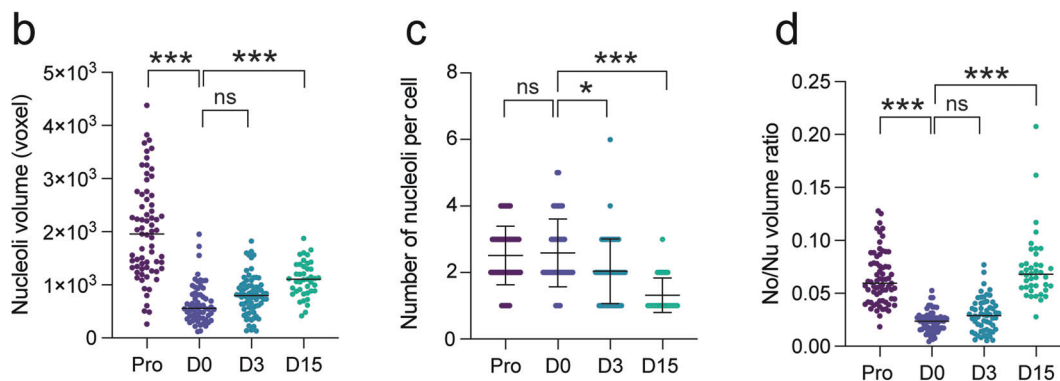 b
Nucleoli volume (voxel)
5×10³
4×10³
3×10³
2×10³
1×10³
0
***
***
ns
Pro D0 D3 D15
c
Number of nucleoli per cell
8
6
4
2
0
***
ns
*
Pro D0 D3 D15
d
No/Nu volume ratio
0.25
0.20
0.15
0.10
0.05
0.00
***
***
ns
Pro D0 D3 D15